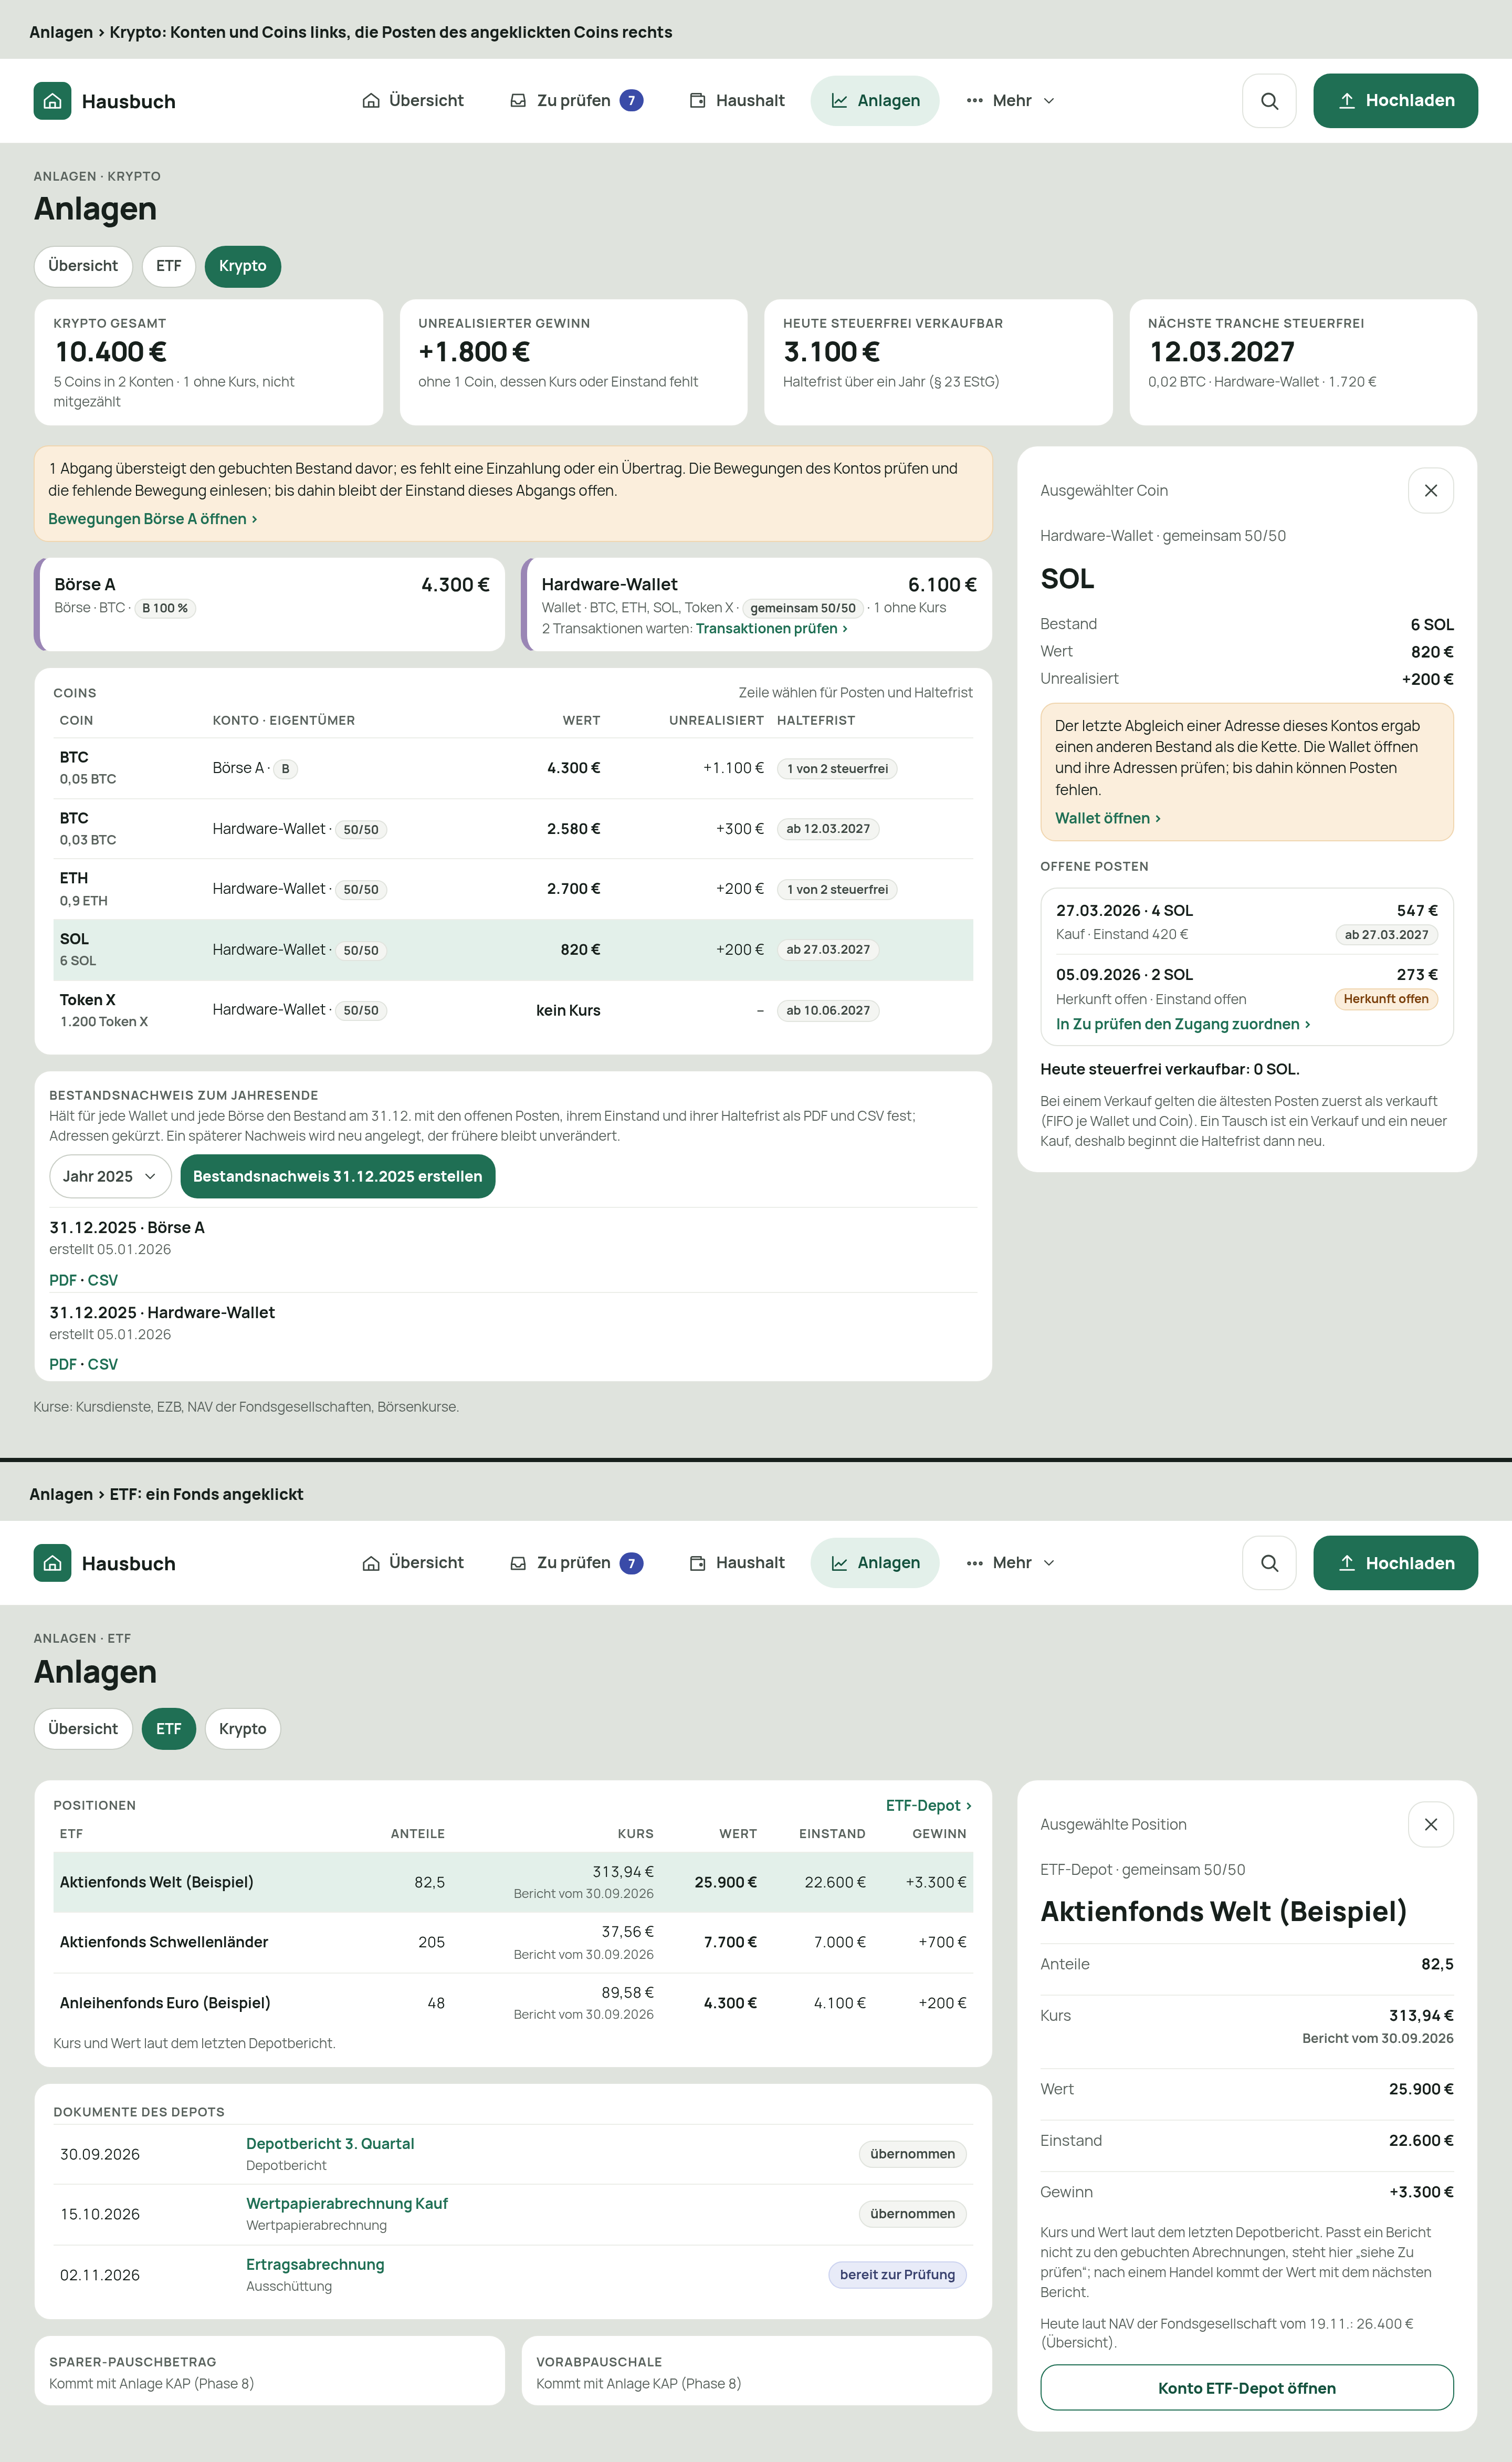 Anlagen › Krypto: Konten und Coins links, die Posten des angeklickten Coins rechts
Hausbuch
Übersicht
Zu prüfen 7
Haushalt
Anlagen
Mehr
Hochladen
ANLAGEN · KRYPTO
Anlagen
Übersicht
ETF
Krypto
KRYPTO GESAMT
10.400 €
5 Coins in 2 Konten · 1 ohne Kurs, nicht
mitgezählt
UNREALISIERTER GEWINN
+1.800 €
ohne 1 Coin, dessen Kurs oder Einstand fehlt
HEUTE STEUERFREI VERKAUFBAR
3.100 €
Haltefrist über ein Jahr (§ 23 EStG)
NÄCHSTE TRANCHE STEUERFREI
12.03.2027
0,02 BTC · Hardware-Wallet · 1.720 €
1 Abgang übersteigt den gebuchten Bestand davor; es fehlt eine Einzahlung oder ein Übertrag. Die Bewegungen des Kontos prüfen und
die fehlende Bewegung einlesen; bis dahin bleibt der Einstand dieses Abgangs offen.
Bewegungen Börse A öffnen ›
Börse A 4.300 €
Börse · BTC · B 100 %
Hardware-Wallet 6.100 €
Wallet · BTC, ETH, SOL, Token X · gemeinsam 50/50 · 1 ohne Kurs
2 Transaktionen warten: Transaktionen prüfen ›
COINS Zeile wählen für Posten und Haltefrist
COIN KONTO · EIGENTÜMER WERT UNREALISIERT HALTEFRIST
BTC
0,05 BTC
Börse A · B 4.300 € +1.100 € 1 von 2 steuerfrei
BTC
0,03 BTC
Hardware-Wallet · 50/50 2.580 € +300 € ab 12.03.2027
ETH
0,9 ETH
Hardware-Wallet · 50/50 2.700 € +200 € 1 von 2 steuerfrei
SOL
6 SOL
Hardware-Wallet · 50/50 820 € +200 € ab 27.03.2027
Token X
1.200 Token X
Hardware-Wallet · 50/50 kein Kurs – ab 10.06.2027
BESTANDSNACHWEIS ZUM JAHRESENDE
Hält für jede Wallet und jede Börse den Bestand am 31.12. mit den offenen Posten, ihrem Einstand und ihrer Haltefrist als PDF und CSV fest;
Adressen gekürzt. Ein späterer Nachweis wird neu angelegt, der frühere bleibt unverändert.
Jahr 2025
Bestandsnachweis 31.12.2025 erstellen
31.12.2025 · Börse A
erstellt 05.01.2026
PDF · CSV
31.12.2025 · Hardware-Wallet
erstellt 05.01.2026
PDF · CSV
Kurse: Kursdienste, EZB, NAV der Fondsgesellschaften, Börsenkurse.
Ausgewählter Coin
Hardware-Wallet · gemeinsam 50/50
SOL
Bestand 6 SOL
Wert 820 €
Unrealisiert +200 €
Der letzte Abgleich einer Adresse dieses Kontos ergab
einen anderen Bestand als die Kette. Die Wallet öffnen
und ihre Adressen prüfen; bis dahin können Posten
fehlen.
Wallet öffnen ›
OFFENE POSTEN
27.03.2026 · 4 SOL 547 €
Kauf · Einstand 420 € ab 27.03.2027
05.09.2026 · 2 SOL 273 €
Herkunft offen · Einstand offen Herkunft offen
In Zu prüfen den Zugang zuordnen ›
Heute steuerfrei verkaufbar: 0 SOL.
Bei einem Verkauf gelten die ältesten Posten zuerst als verkauft
(FIFO je Wallet und Coin). Ein Tausch ist ein Verkauf und ein neuer
Kauf, deshalb beginnt die Haltefrist dann neu.
Anlagen › ETF: ein Fonds angeklickt
Hausbuch
Übersicht
Zu prüfen 7
Haushalt
Anlagen
Mehr
Hochladen
ANLAGEN · ETF
Anlagen
Übersicht
ETF
Krypto
POSITIONEN ETF-Depot ›
ETF ANTEILE KURS WERT EINSTAND GEWINN
Aktienfonds Welt (Beispiel) 82,5 313,94 € 25.900 € 22.600 € +3.300 €
Bericht vom 30.09.2026
Aktienfonds Schwellenländer 205 37,56 € 7.700 € 7.000 € +700 €
Bericht vom 30.09.2026
Anleihenfonds Euro (Beispiel) 48 89,58 € 4.300 € 4.100 € +200 €
Bericht vom 30.09.2026
Kurs und Wert laut dem letzten Depotbericht.
DOKUMENTE DES DEPOTS
30.09.2026 Depotbericht 3. Quartal übernommen
Depotbericht
15.10.2026 Wertpapierabrechnung Kauf übernommen
Wertpapierabrechnung
02.11.2026 Ertragsabrechnung bereit zur Prüfung
Ausschüttung
SPARER-PAUSCHBETRAG
Kommt mit Anlage KAP (Phase 8)
VORABPAUSCHALE
Kommt mit Anlage KAP (Phase 8)
Ausgewählte Position
ETF-Depot · gemeinsam 50/50
Aktienfonds Welt (Beispiel)
Anteile 82,5
Kurs 313,94 €
Bericht vom 30.09.2026
Wert 25.900 €
Einstand 22.600 €
Gewinn +3.300 €
Kurs und Wert laut dem letzten Depotbericht. Passt ein Bericht
nicht zu den gebuchten Abrechnungen, steht hier „siehe Zu
prüfen“; nach einem Handel kommt der Wert mit dem nächsten
Bericht.
Heute laut NAV der Fondsgesellschaft vom 19.11.: 26.400 €
(Übersicht).
Konto ETF-Depot öffnen